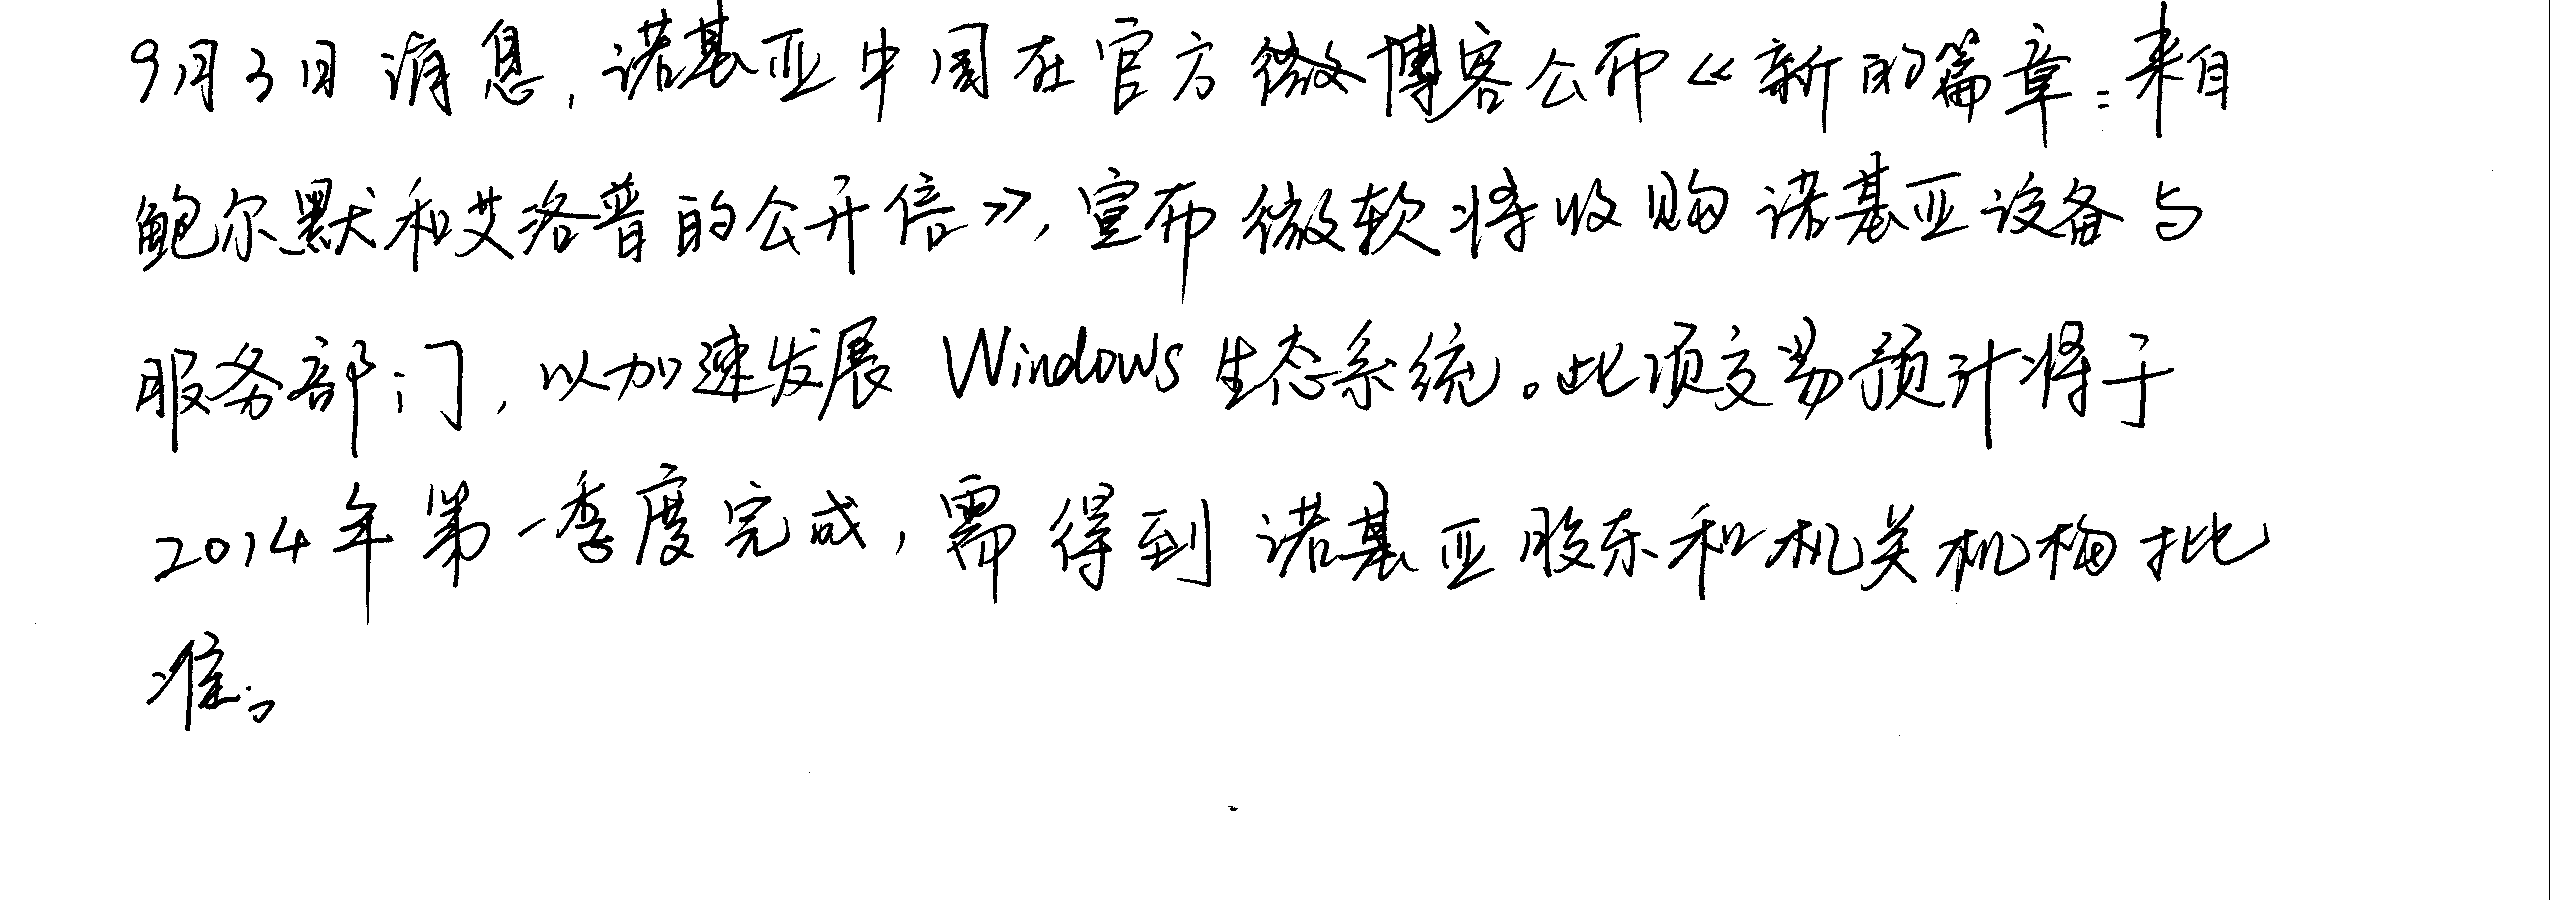 9月3日消息,诺基亚中国在官方微博客公布《新的篇章:来自
鲍尔默和艾洛普的公开信》,宣布微软将收购诺基亚设备与
服务部门,以加速发展Windows生态系统。此项交易预计将于
2014年第一季度完成,需得到诺基亚股东和机关机构批
准。